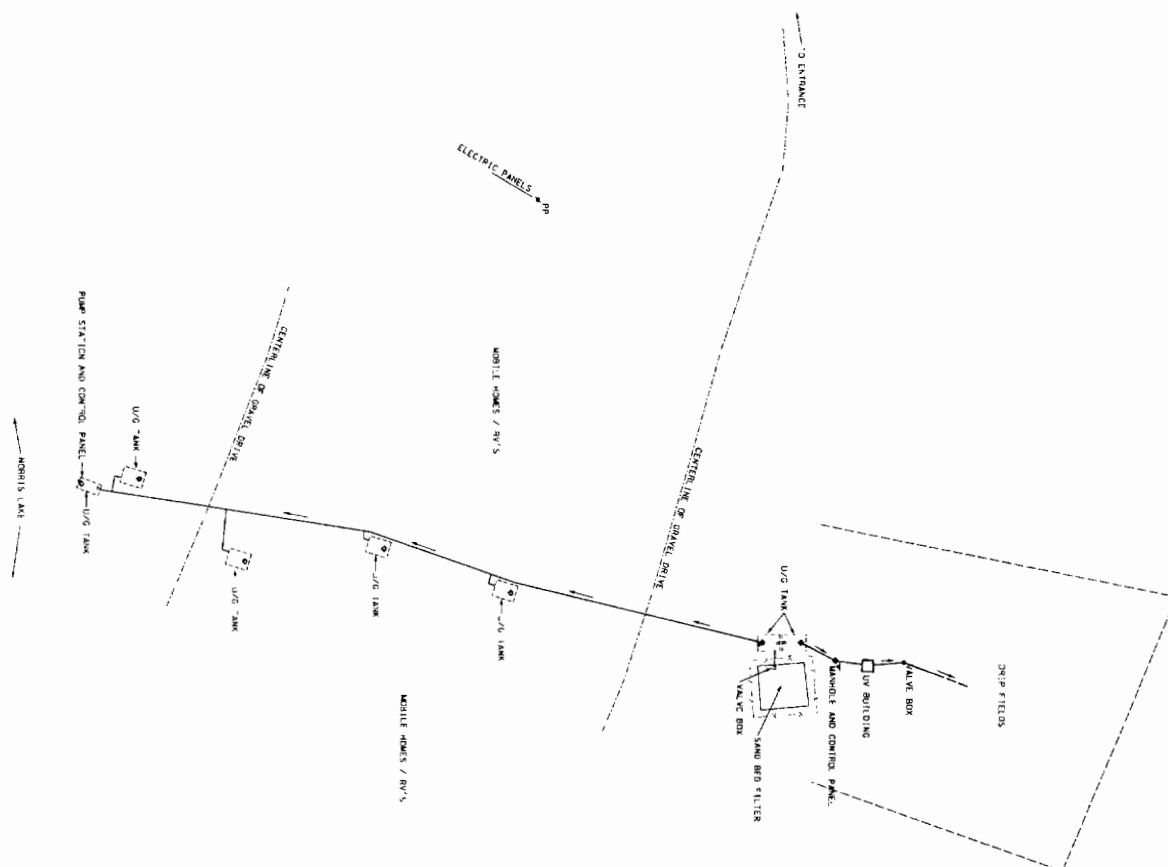 TO ENTRANCE
ELECTRIC PANELS
PP
PUMP STATION AND CONTROL PANEL
U/G TANK
U/G TANK
NORRIS LAKE
CENTERLINE OF GRAVEL DRIVE
MOBILE HOMES / RV'S
U/G TANK
U/G TANK
U/G TANK
MOBILE HOMES / RV'S
CENTERLINE OF GRAVEL DRIVE
U/G TANK
VALVE BOX
SAND BED FILTER
MANHOLE AND CONTROL PANEL
UV BUILDING
VALVE BOX
DRIP FIELDS